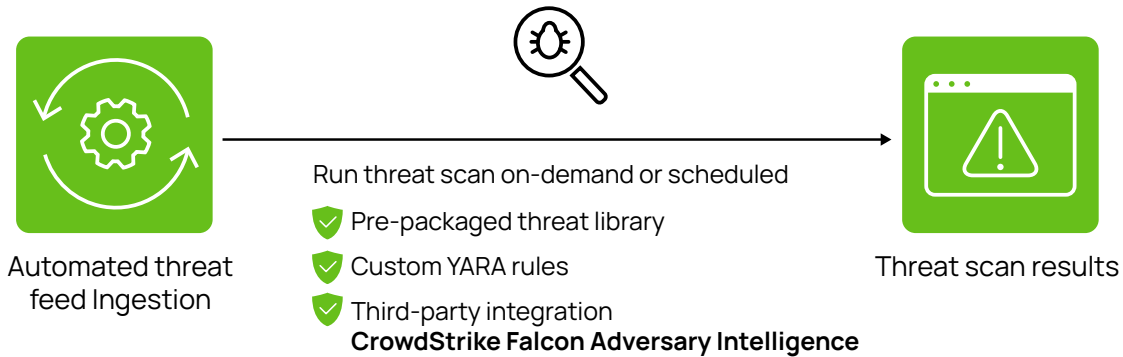 Run threat scan on-demand or scheduled
Pre-packaged threat library
Custom YARA rules
Third-party integration
CrowdStrike Falcon Adversary Intelligence
Automated threat
feed Ingestion
Threat scan results